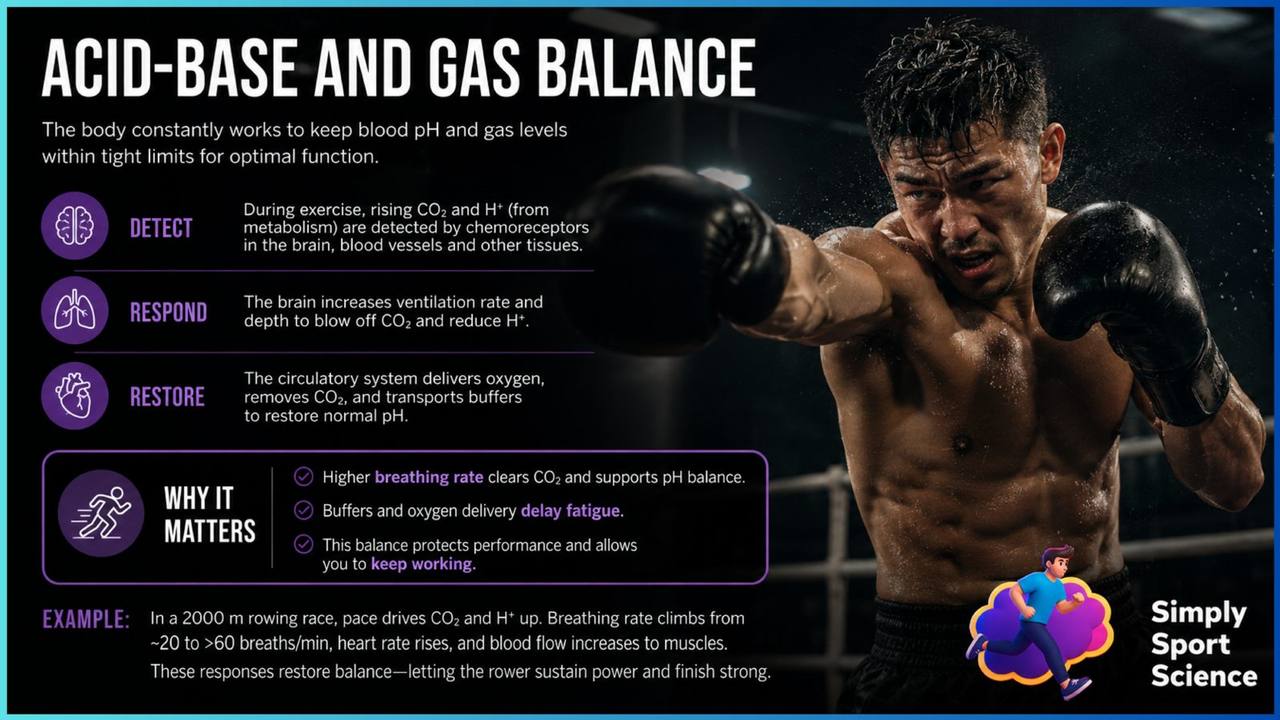 ACID-BASE AND GAS BALANCE
The body constantly works to keep blood pH and gas levels
within tight limits for optimal function.
DETECT
During exercise, rising CO₂ and H⁺ (from
metabolism) are detected by chemoreceptors
in the brain, blood vessels and other tissues.
RESPOND
The brain increases ventilation rate and
depth to blow off CO₂ and reduce H⁺.
RESTORE
The circulatory system delivers oxygen,
removes CO₂, and transports buffers
to restore normal pH.
WHY IT
MATTERS
Higher breathing rate clears CO₂ and supports pH balance.
Buffers and oxygen delivery delay fatigue.
This balance protects performance and allows
you to keep working.
EXAMPLE:
In a 2000 m rowing race, pace drives CO₂ and H⁺ up. Breathing rate climbs from
~20 to >60 breaths/min, heart rate rises, and blood flow increases to muscles.
These responses restore balance—letting the rower sustain power and finish strong.
Simply
Sport
Science